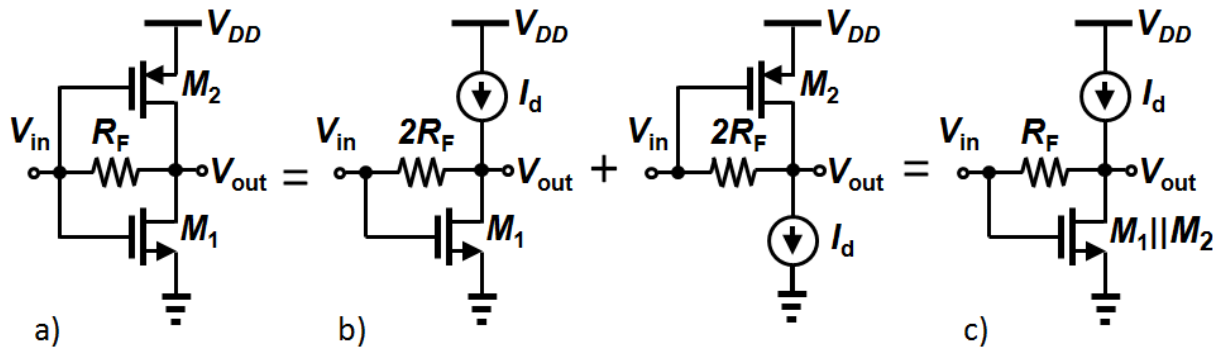 V_DD V_DD V_DD V_DD
M_2 I_d M_2 I_d
V_in R_F V_out = V_in 2R_F V_out + V_in 2R_F V_out = V_in R_F V_out
M_1 M_1 I_d M_1||M_2
a) b) c)